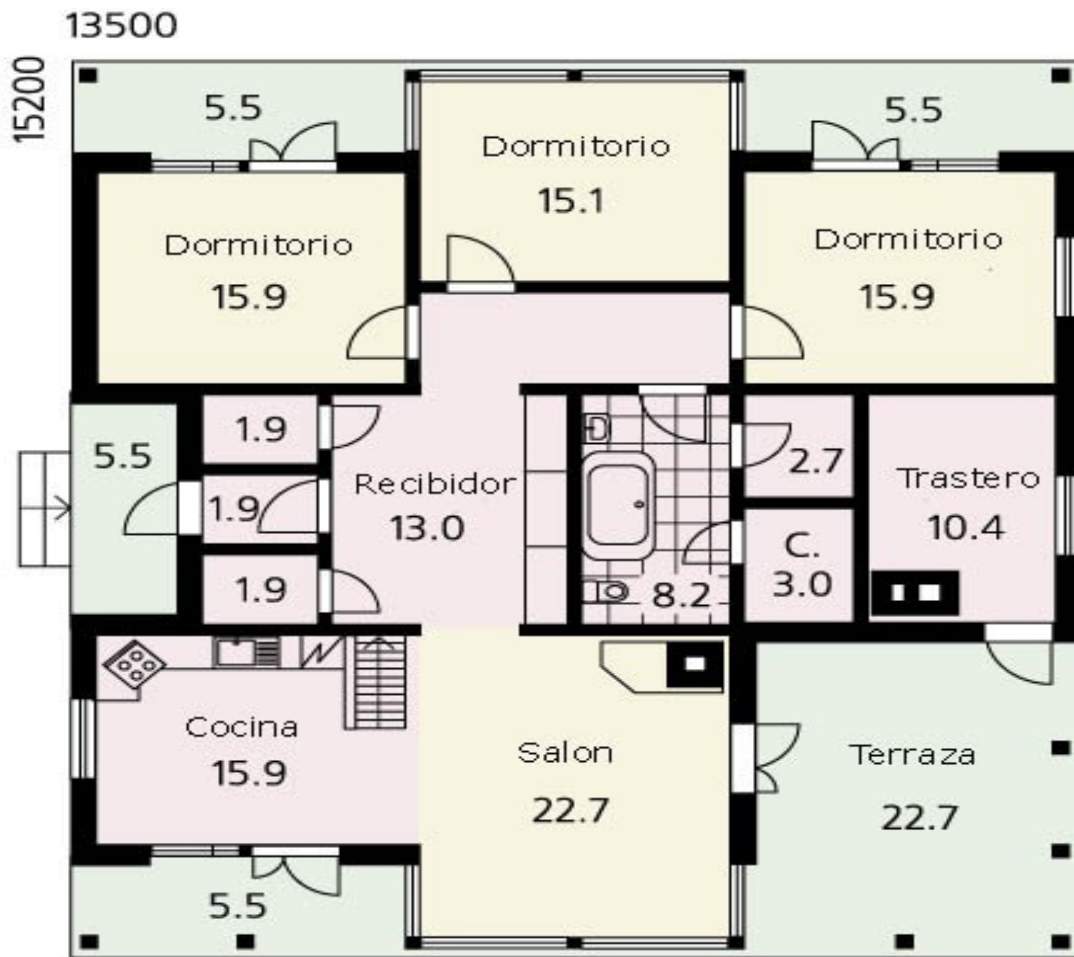 13500
15200
5.5
5.5
Dormitorio
15.1
Dormitorio
15.9
Dormitorio
15.9
5.5
1.9
1.9
1.9
Recibidor
13.0
8.2
2.7
C.
3.0
Trastero
10.4
Cocina
15.9
Salon
22.7
Terraza
22.7
5.5